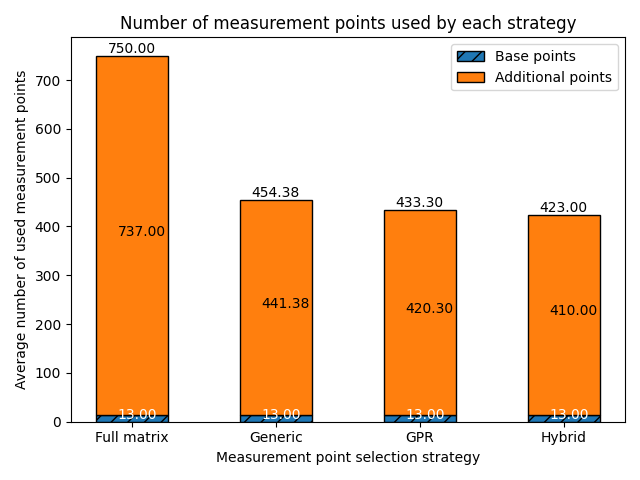 Number of measurement points used by each strategy
Average number of used measurement points
700
600
500
400
300
200
100
0
Base points
Additional points
750.00
454.38
433.30
423.00
737.00
441.38
420.30
410.00
13.00
13.00
13.00
13.00
Full matrix
Generic
GPR
Hybrid
Measurement point selection strategy